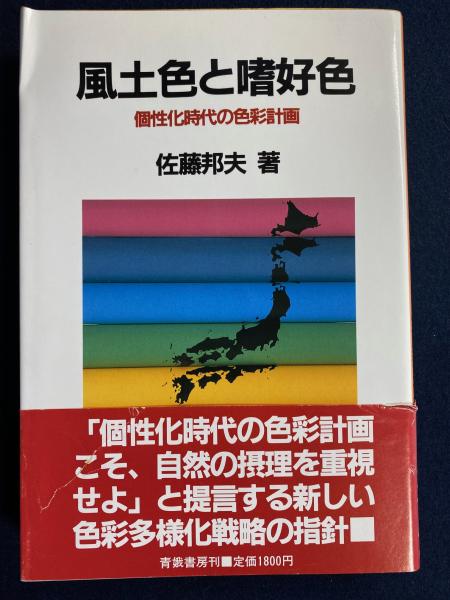 風土色と嗜好色
個性化時代の色彩計画
佐藤邦夫 著
「個性化時代の色彩計画
こそ、自然の摂理を重視
せよ」と提言する新しい
色彩多様化戦略の指針■
青娥書房刊■定価1800円